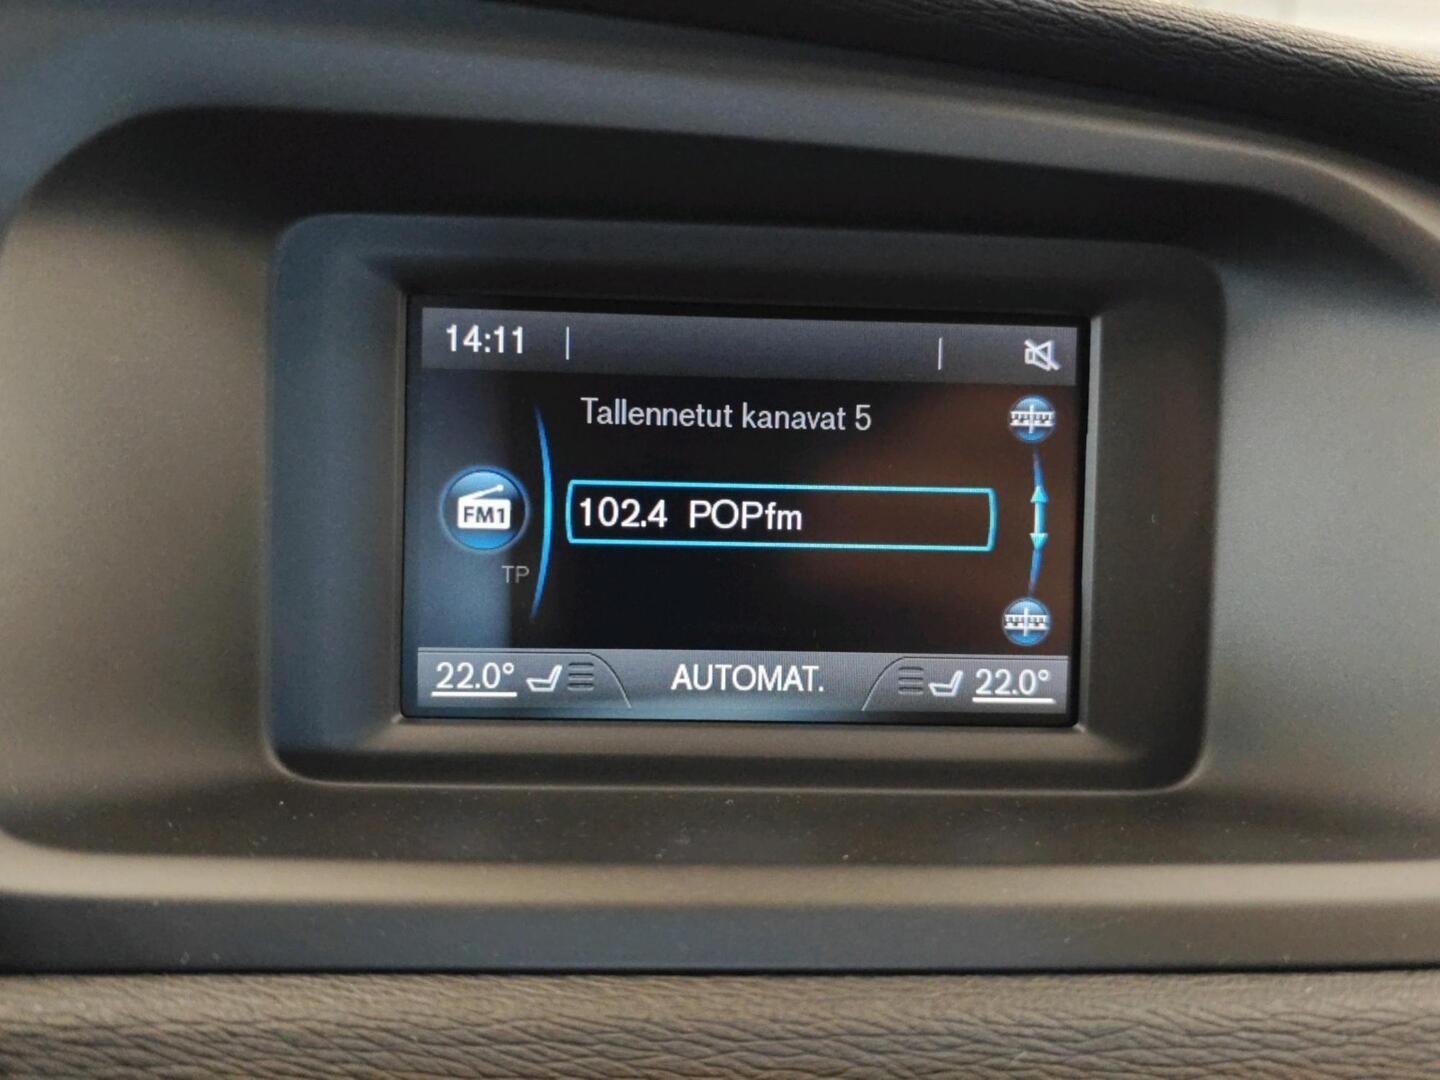 14:11
Tallennetut kanavat 5
FM1
102.4 POPfm
TP
22.0° AUTOMAT. 22.0°